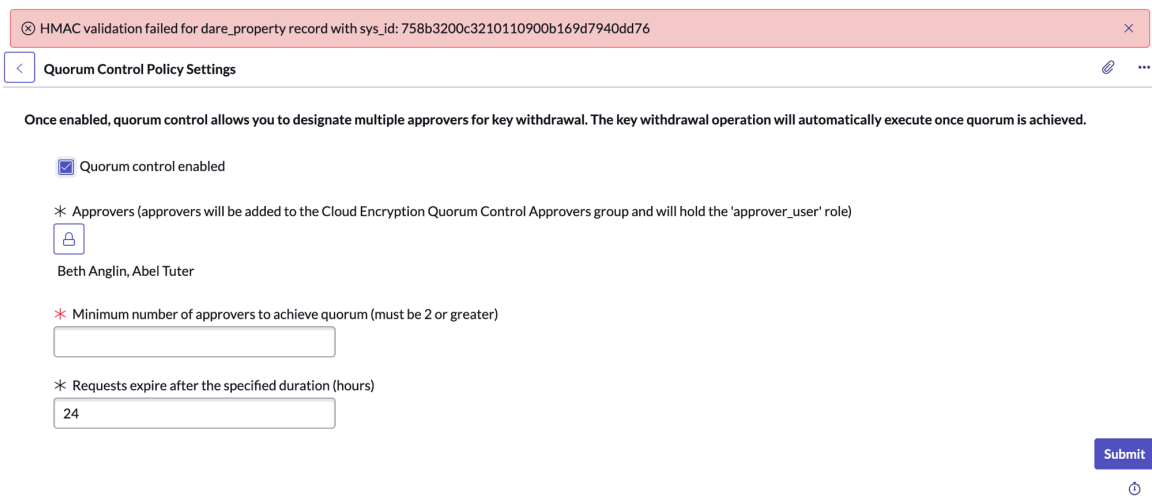 HMAC validation failed for dare_property record with sys_id: 758b3200c3210110900b169d7940dd76
Quorum Control Policy Settings
Once enabled, quorum control allows you to designate multiple approvers for key withdrawal. The key withdrawal operation will automatically execute once quorum is achieved.
Quorum control enabled
Approvers (approvers will be added to the Cloud Encryption Quorum Control Approvers group and will hold the 'approver_user' role)
Beth Anglin, Abel Tuter
Minimum number of approvers to achieve quorum (must be 2 or greater)
Requests expire after the specified duration (hours)
24
Submit